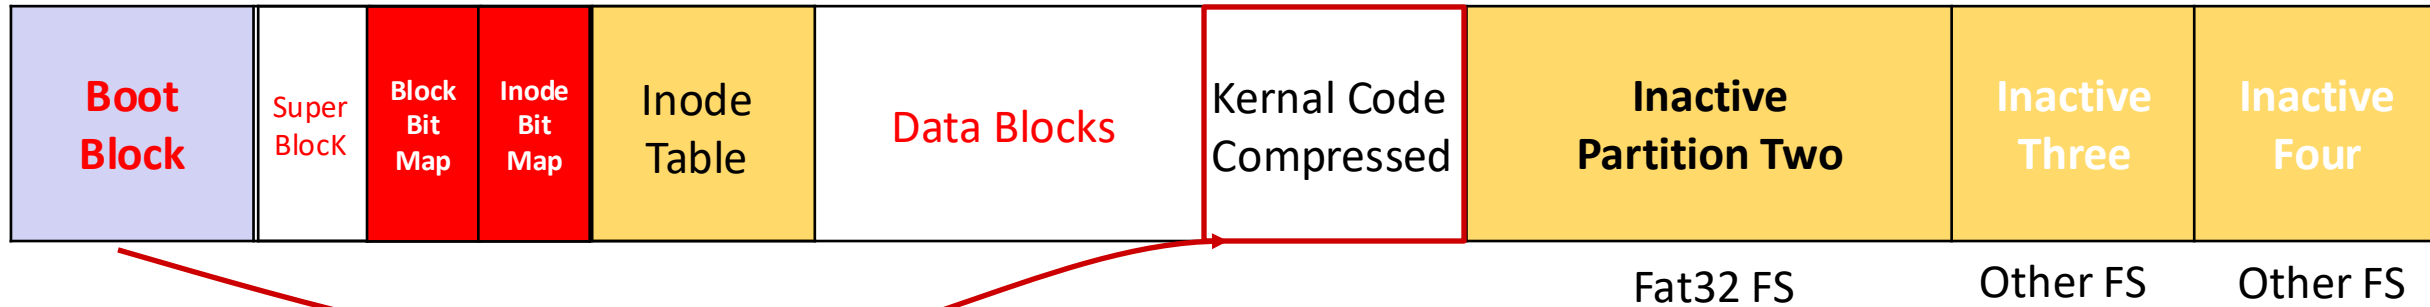 Boot
Block
Super
BlocK
Block
Bit
Map
Inode
Bit
Map
Inode
Table
Data Blocks
Kernal Code
Compressed
Inactive
Partition Two
Inactive
Three
Inactive
Four
Fat32 FS
Other FS
Other FS